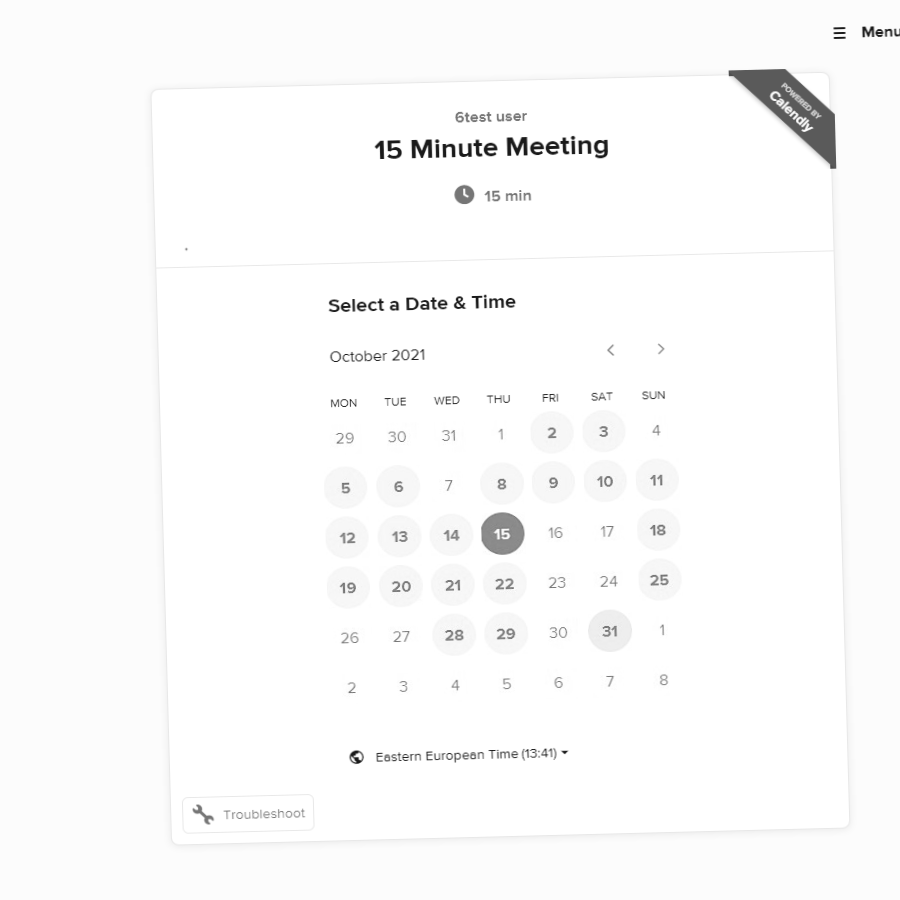 ☰ Menu
POWERED BY
Calendly
6test user
15 Minute Meeting
15 min
.
Select a Date & Time
October 2021
MON TUE WED THU FRI SAT SUN
29 30 31 1 2 3 4
5 6 7 8 9 10 11
12 13 14 15 16 17 18
19 20 21 22 23 24 25
26 27 28 29 30 31 1
2 3 4 5 6 7 8
Eastern European Time (13:41)
Troubleshoot